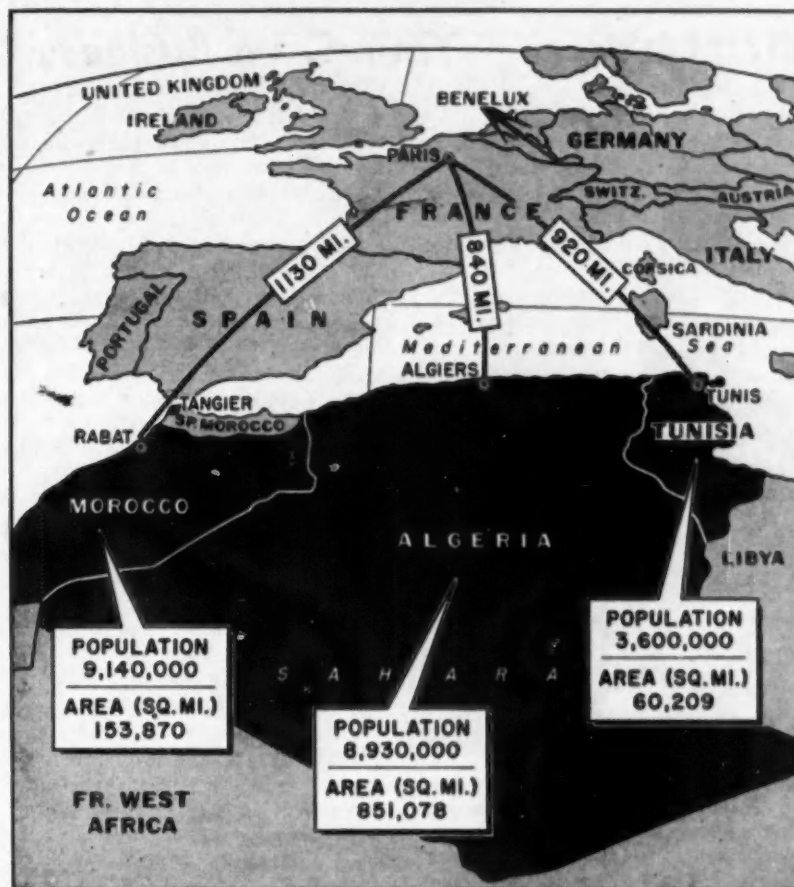 UNITED KINGDOM
IRELAND
BENELUX
GERMANY
PARIS
Atlantic
Ocean
SWITZ.
AUSTRIA
FRANCE
1130 MI.
840 MI.
920 MI.
ITALY
CORSICA
PORTUGAL
SPAIN
SARDINIA
Mediterranean
Sea
ALGIERS
TANGIER
TUNIS
SP. MOROCCO
RABAT
TUNISIA
MOROCCO
ALGERIA
LIBYA
POPULATION
9,140,000
AREA (SQ.MI.)
153,870
SAHARA
POPULATION
3,600,000
AREA (SQ.MI.)
60,209
POPULATION
8,930,000
AREA (SQ.MI.)
851,078
FR. WEST
AFRICA